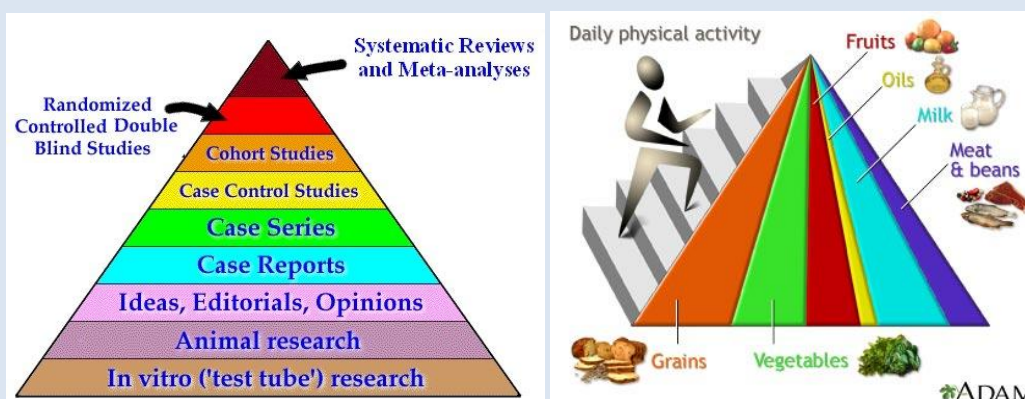 Systematic Reviews
and Meta-analyses
Randomized
Controlled Double
Blind Studies
Cohort Studies
Case Control Studies
Case Series
Case Reports
Ideas, Editorials, Opinions
Animal research
In vitro ('test tube') research
Daily physical activity
Fruits
Oils
Milk
Meat
& beans
Grains
Vegetables
ADAM